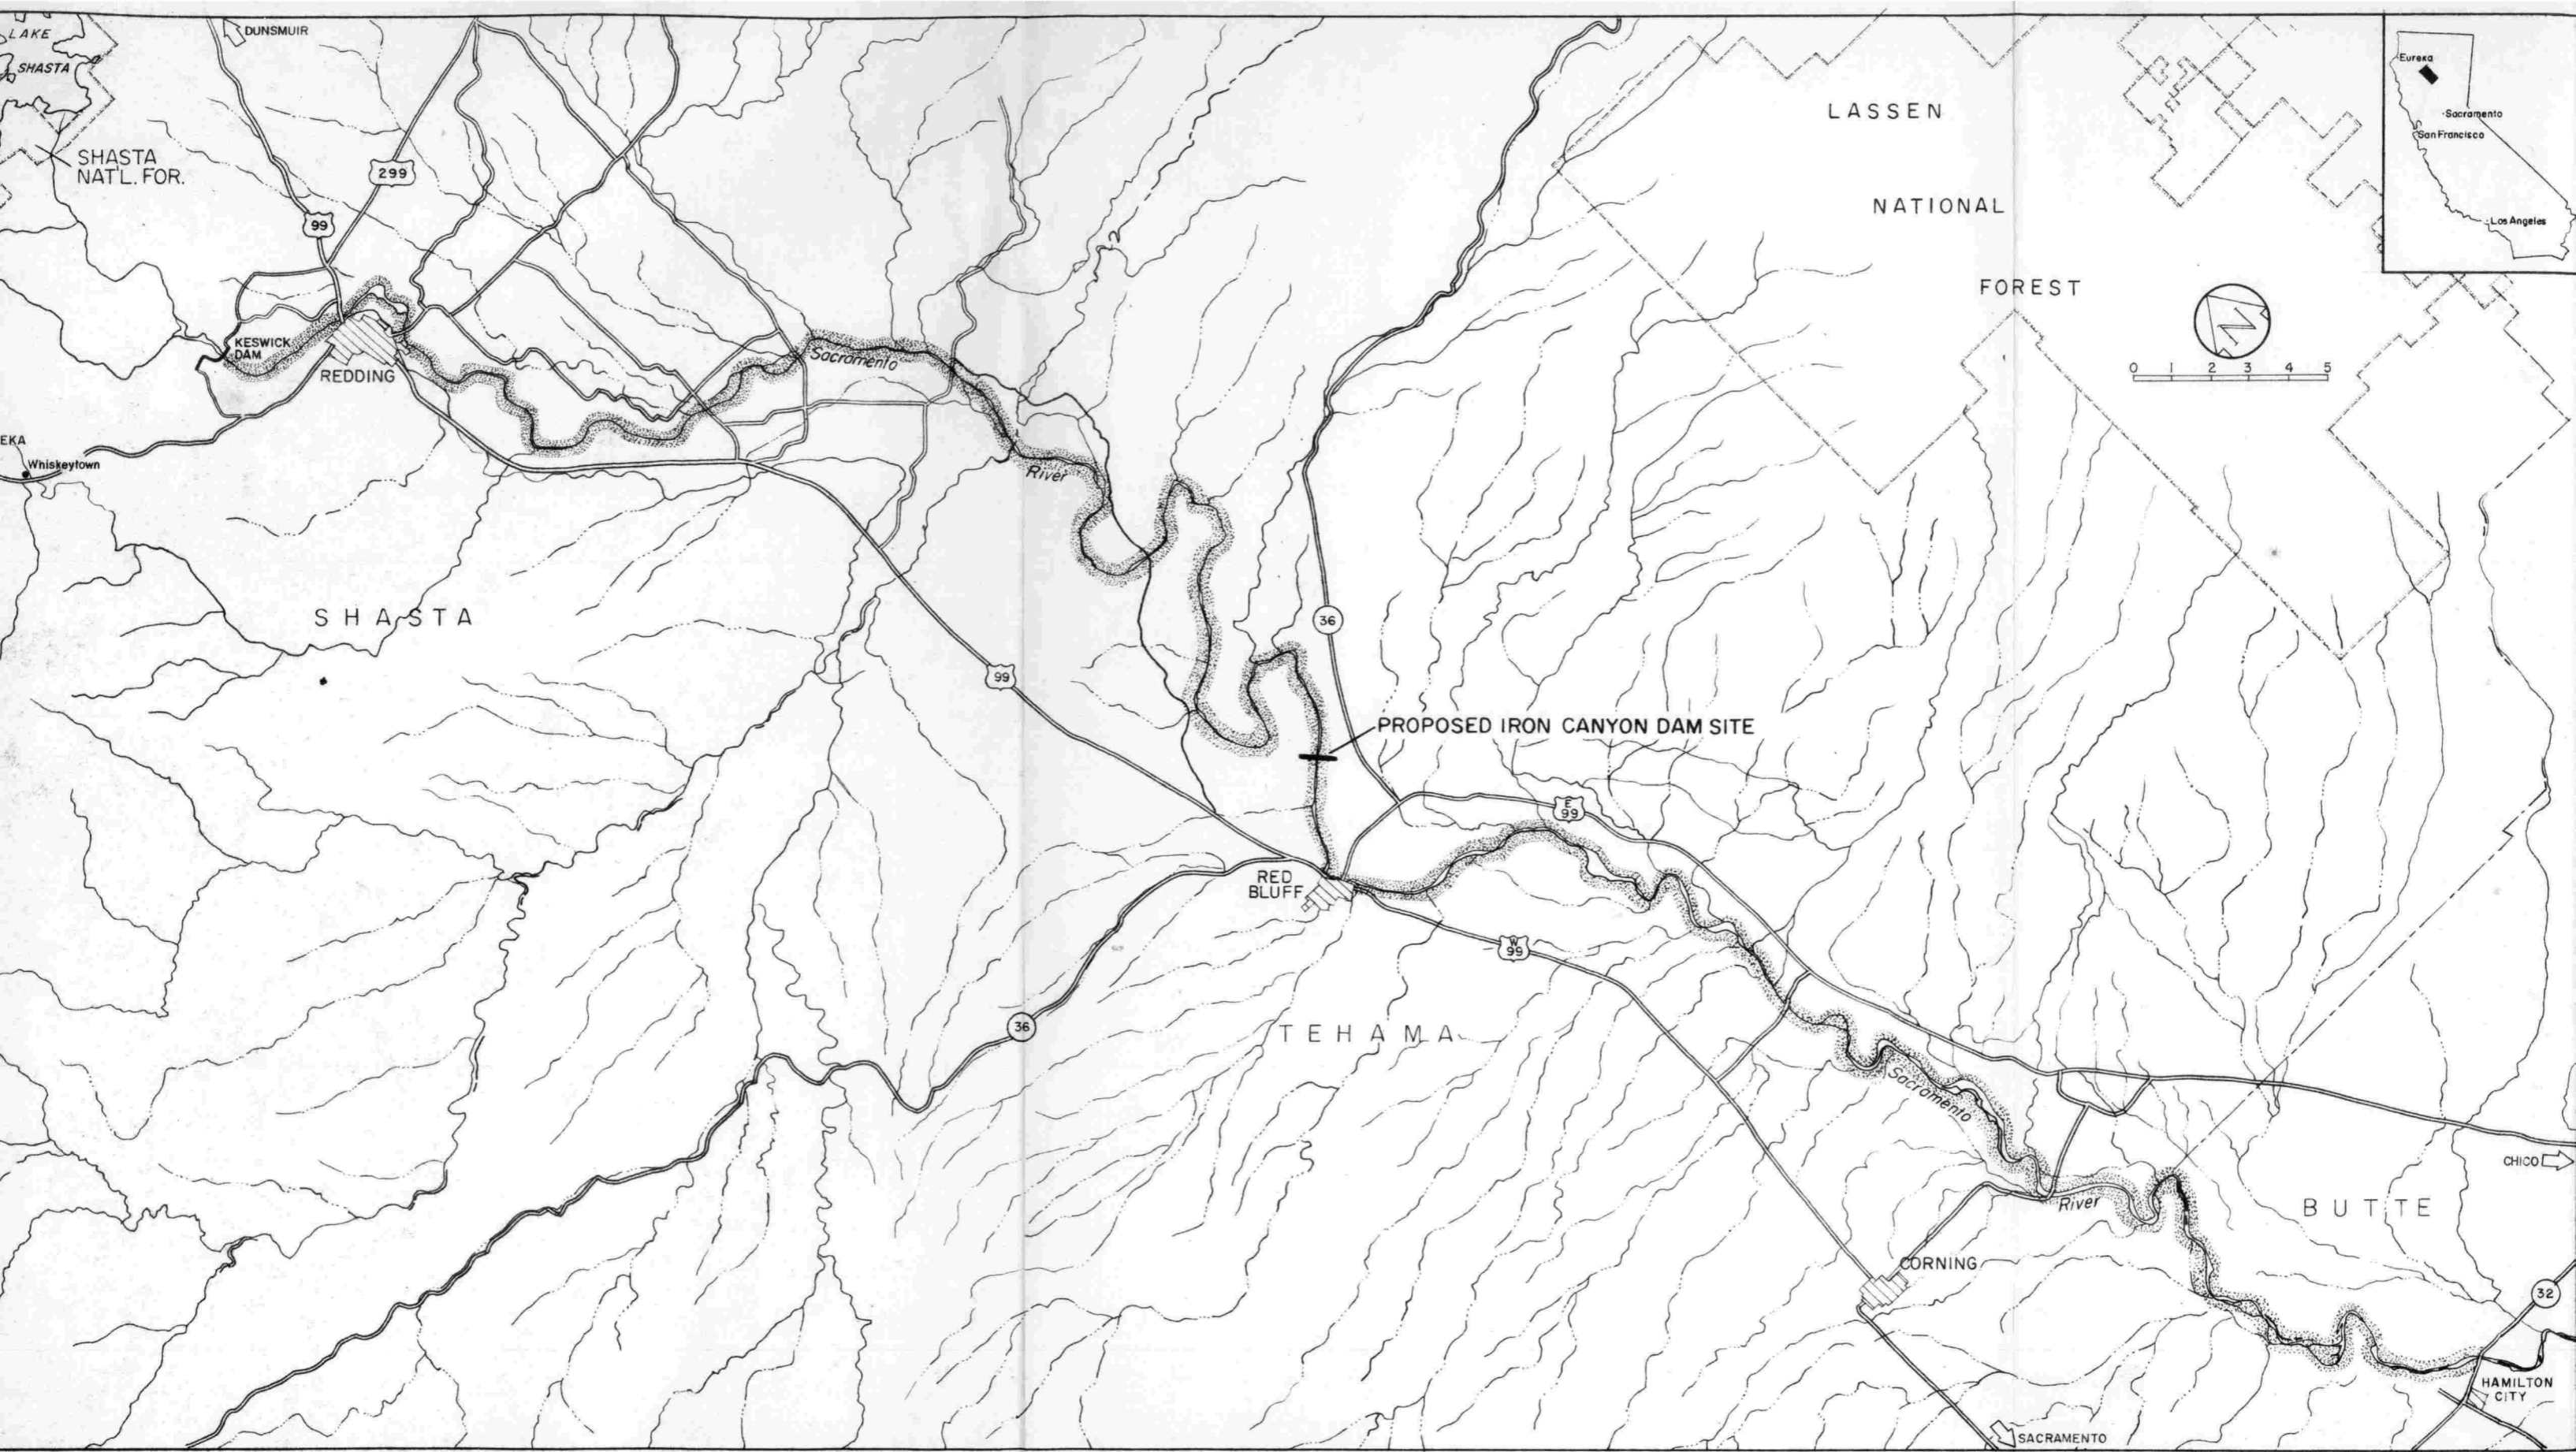 LAKE
SHASTA
DUNSMUIR
SHASTA
NAT'L. FOR.
299
99
KESWICK
DAM
REDDING
EKA
Whiskeytown
Sacramento
River
SHASTA
99
36
LASSEN
NATIONAL
FOREST
Eureka
Sacramento
San Francisco
Los Angeles
N
0 1 2 3 4 5
PROPOSED IRON CANYON DAM SITE
E
99
RED
BLUFF
W
99
36
TEHAMA
Sacramento
River
CHICO
BUTTE
CORNING
32
HAMILTON
CITY
SACRAMENTO